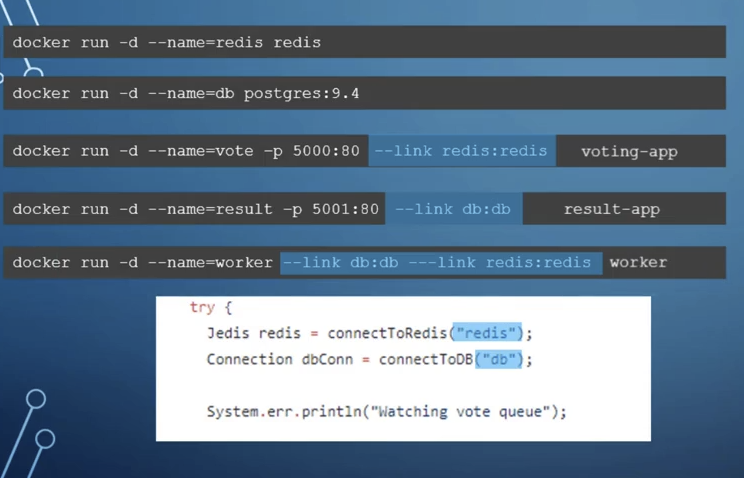 docker run -d --name=redis redis
docker run -d --name=db postgres:9.4
docker run -d --name=vote -p 5000:80 --link redis:redis voting-app
docker run -d --name=result -p 5001:80 --link db:db result-app
docker run -d --name=worker --link db:db ---link redis:redis worker
try {
Jedis redis = connectToRedis("redis");
Connection dbConn = connectToDB("db");
System.err.println("Watching vote queue");